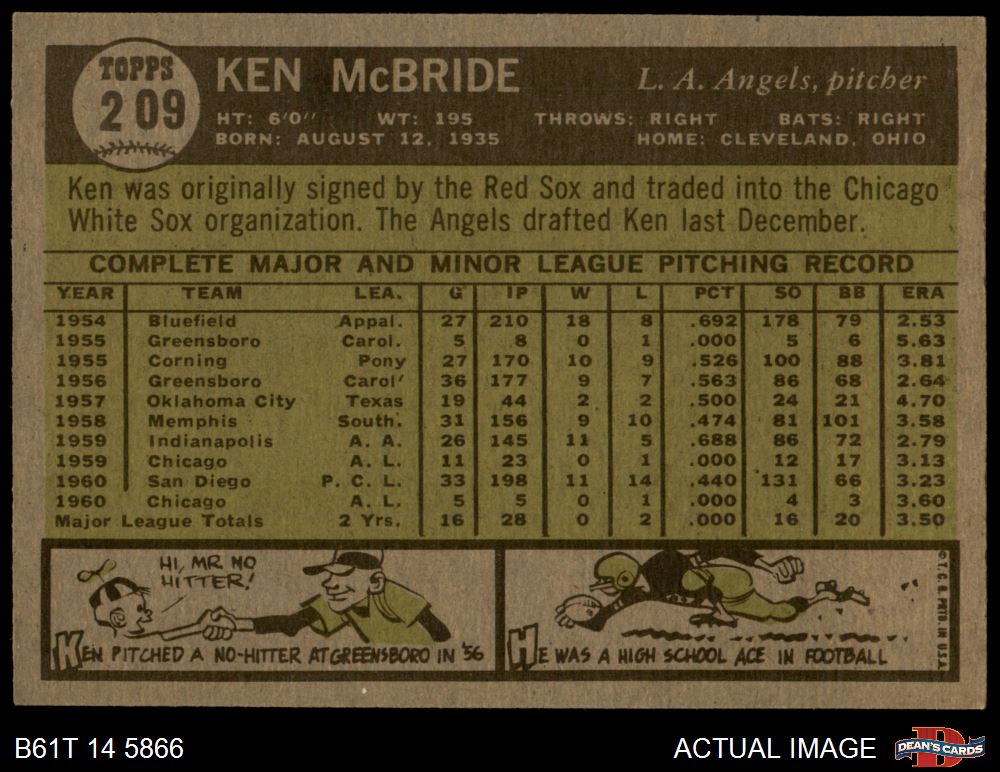 TOPPS
209
KEN McBRIDE
L. A. Angels, pitcher
HT: 6'0" WT: 195 THROWS: RIGHT BATS: RIGHT
BORN: AUGUST 12, 1935 HOME: CLEVELAND, OHIO
Ken was originally signed by the Red Sox and traded into the Chicago
White Sox organization. The Angels drafted Ken last December.
COMPLETE MAJOR AND MINOR LEAGUE PITCHING RECORD
YEAR TEAM LEA. G IP W L PCT SO BB ERA
1954 Bluefield Appal. 27 210 18 8 .692 178 79 2.53
1955 Greensboro Carol. 5 8 0 1 .000 5 6 5.63
1955 Corning Pony 27 170 10 9 .526 100 88 3.81
1956 Greensboro Carol' 36 177 9 7 .563 86 68 2.64
1957 Oklahoma City Texas 19 44 2 2 .500 24 21 4.70
1958 Memphis South. 31 156 9 10 .474 81 101 3.58
1959 Indianapolis A. A. 26 145 11 5 .688 86 72 2.79
1959 Chicago A. L. 11 23 0 1 .000 12 17 3.13
1960 San Diego P. C. L. 33 198 11 14 .440 131 66 3.23
1960 Chicago A. L. 5 5 0 1 .000 4 3 3.60
Major League Totals 2 Yrs. 16 28 0 2 .000 16 20 3.50
HI, MR. NO
HITTER!
KEN PITCHED A NO-HITTER AT GREENSBORO IN '56
HE WAS A HIGH SCHOOL ACE IN FOOTBALL
© T. C. G. PRTD. IN U.S.A.
B61T 14 5866
ACTUAL IMAGE
D
DEAN'S CARDS